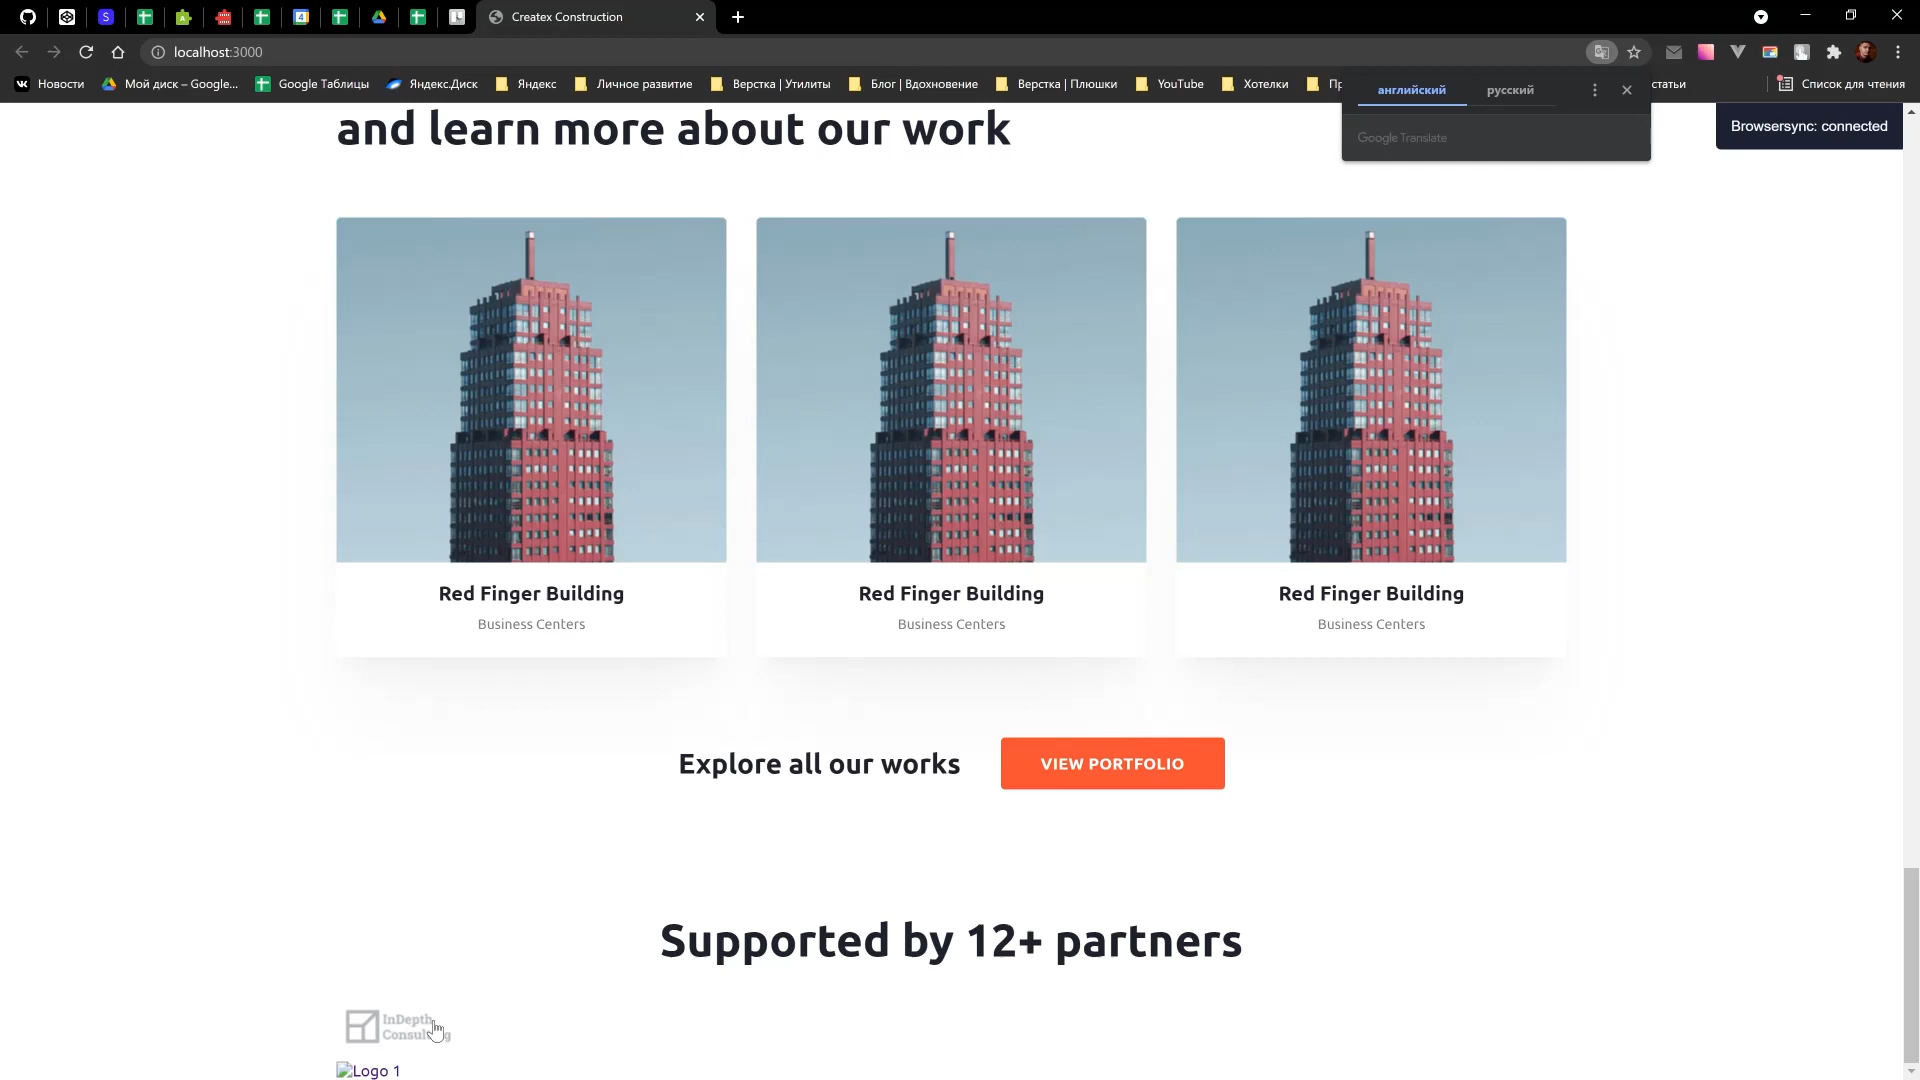 Createx Construction
localhost:3000
Новости
Мой диск – Google...
Google Таблицы
Яндекс.Диск
Яндекс
Личное развитие
Верстка | Утилиты
Блог | Вдохновение
Верстка | Плюшки
YouTube
Хотелки
статьи
Список для чтения
английский
русский
Google Translate
Browsersync: connected
and learn more about our work
Red Finger Building
Business Centers
Red Finger Building
Business Centers
Red Finger Building
Business Centers
Explore all our works
VIEW PORTFOLIO
Supported by 12+ partners
InDepth
Logo 1